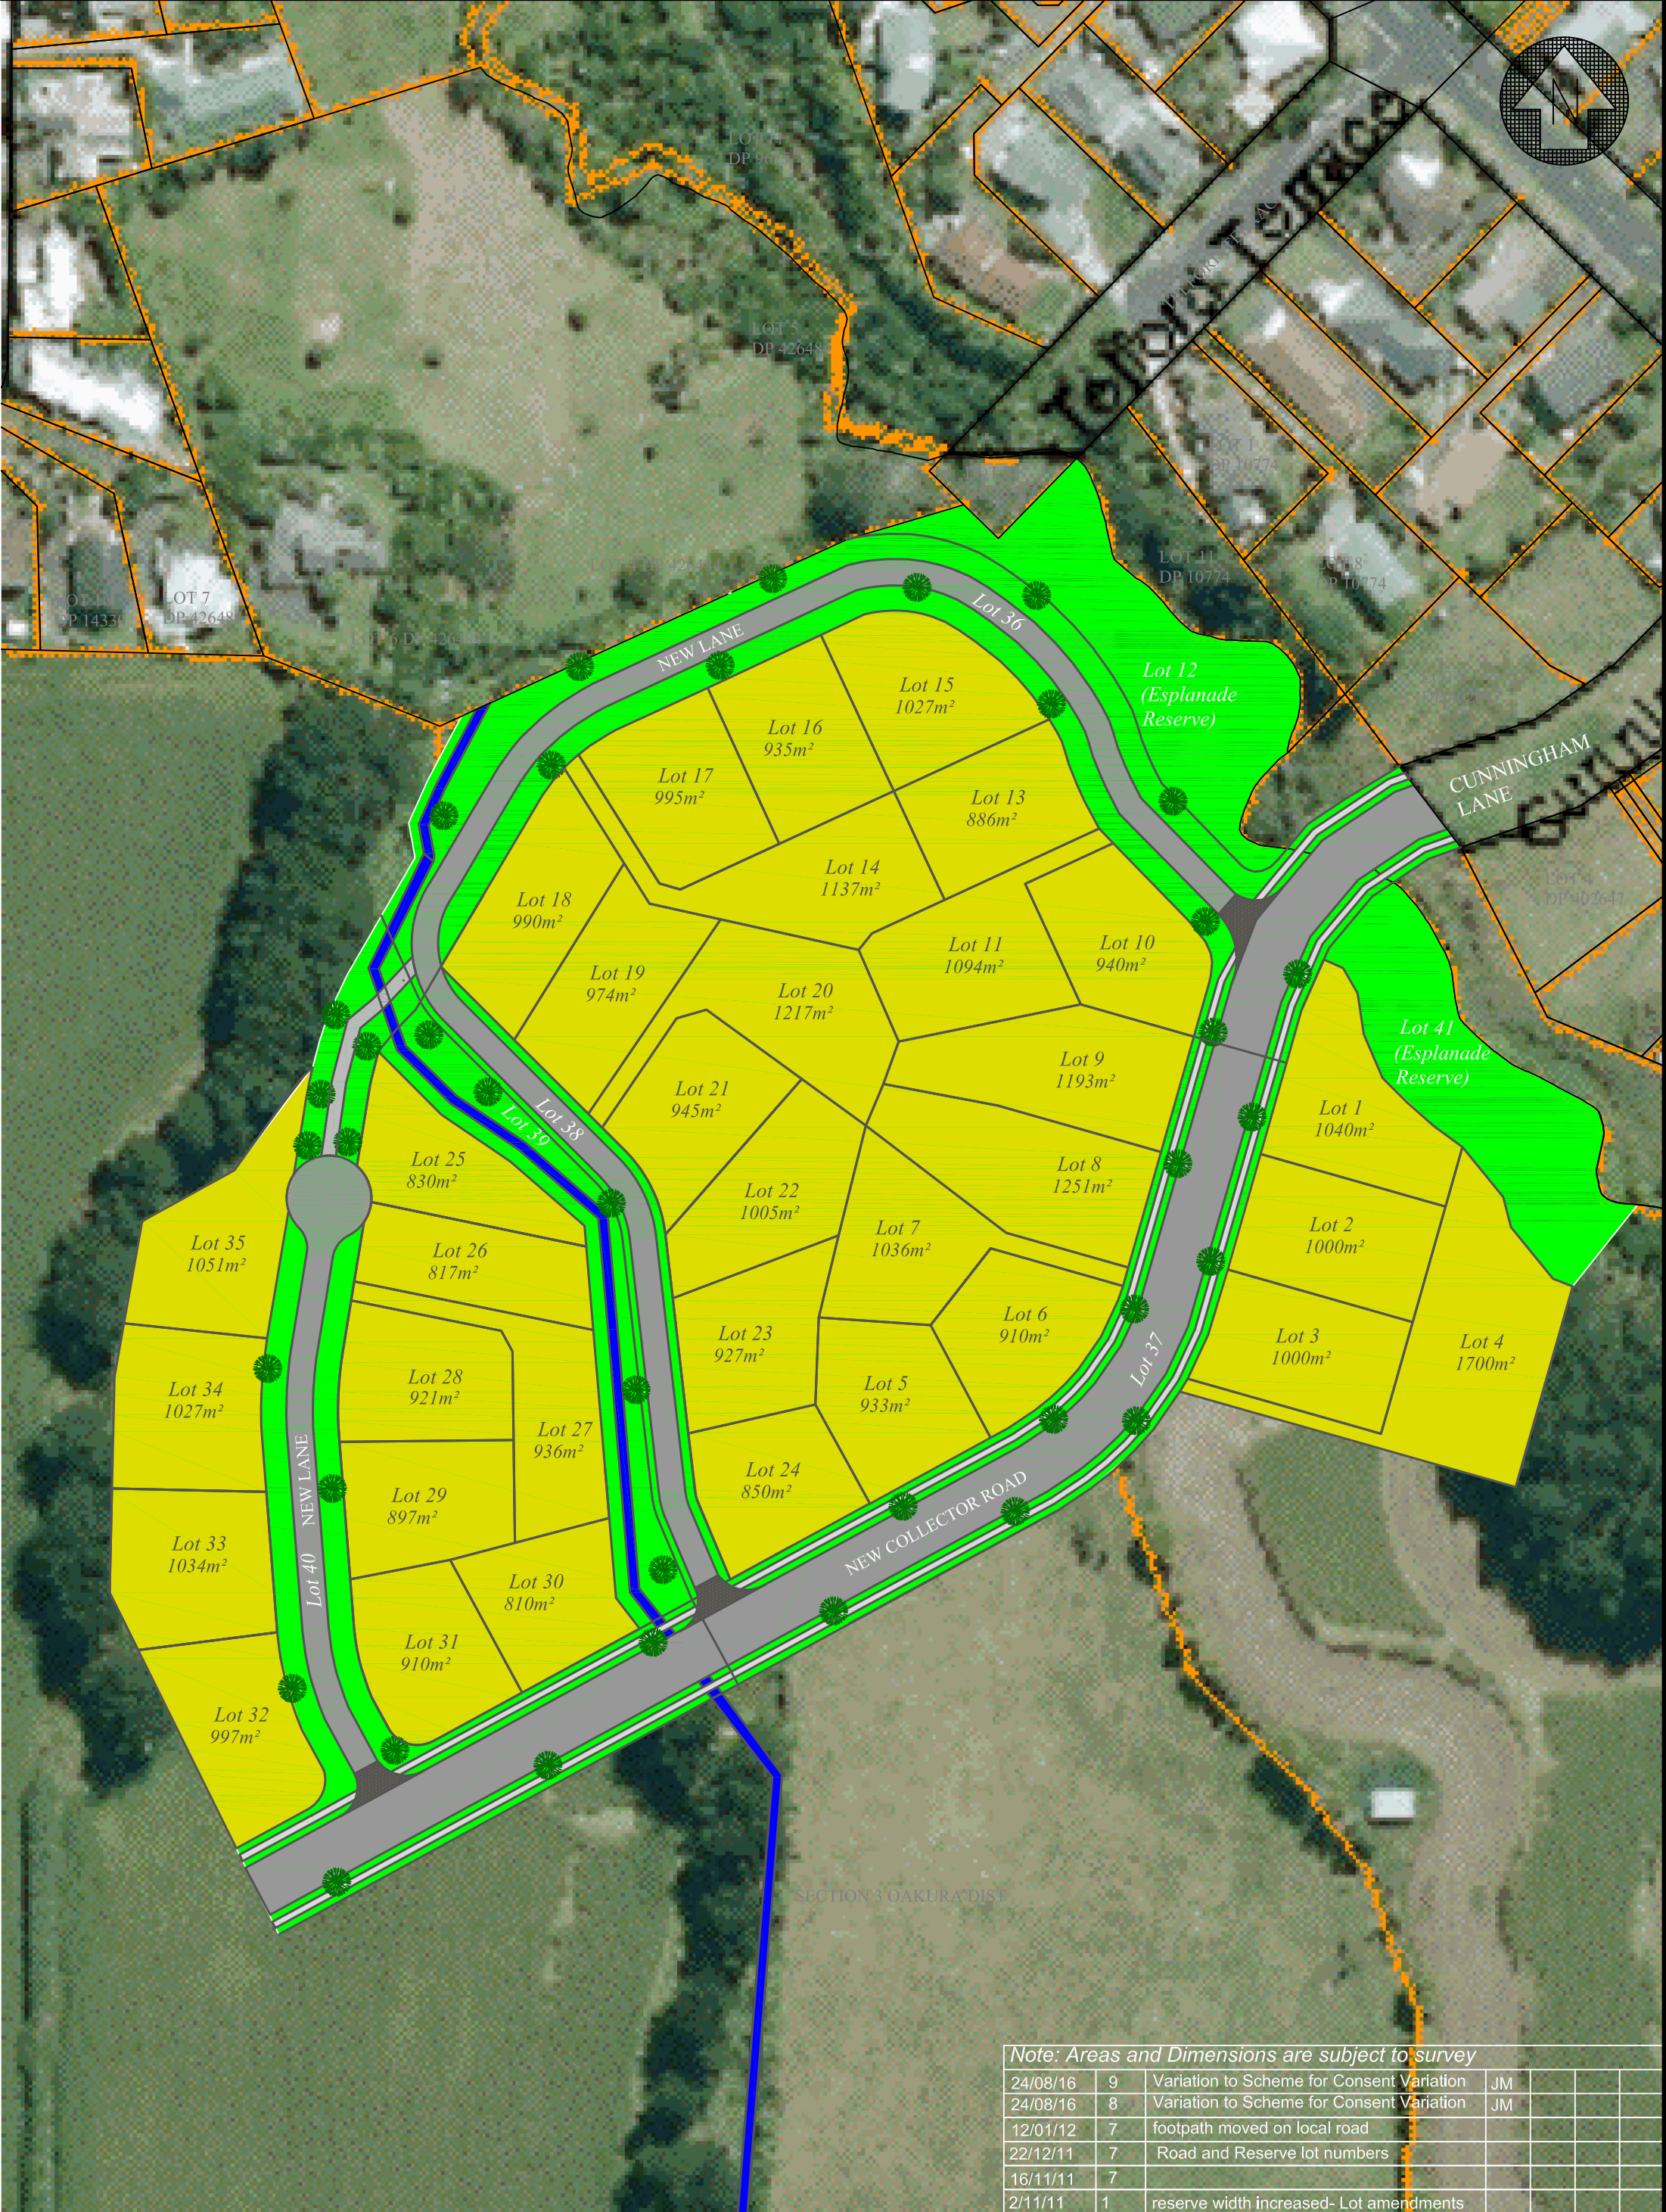 N
Tohora Terrace
LOT 5
DP 42648
LOT 1
DP 10774
LOT 11
DP 10774
LOT 7
DP 42648
Lot 36
NEW LANE
Lot 12
(Esplanade
Reserve)
Lot 15
1027m²
Lot 16
935m²
Lot 17
995m²
Lot 13
886m²
CUNNINGHAM
LANE
Lot 14
1137m²
DP 402647
Lot 18
990m²
Lot 11
1094m²
Lot 10
940m²
Lot 19
974m²
Lot 20
1217m²
Lot 41
(Esplanade
Reserve)
Lot 9
1193m²
Lot 21
945m²
Lot 38
Lot 39
Lot 1
1040m²
Lot 25
830m²
Lot 8
1251m²
Lot 22
1005m²
Lot 2
1000m²
Lot 7
1036m²
Lot 35
1051m²
Lot 26
817m²
Lot 6
910m²
Lot 23
927m²
Lot 37
Lot 3
1000m²
Lot 4
1700m²
Lot 34
1027m²
Lot 28
921m²
Lot 5
933m²
Lot 27
936m²
Lot 24
850m²
Lot 29
897m²
NEW LANE
Lot 40
NEW COLLECTOR ROAD
Lot 33
1034m²
Lot 30
810m²
Lot 31
910m²
Lot 32
997m²
SECTION 3 OAKURA DIST
Note: Areas and Dimensions are subject to survey
24/08/16 9 Variation to Scheme for Consent Variation JM
24/08/16 8 Variation to Scheme for Consent Variation JM
12/01/12 7 footpath moved on local road
22/12/11 7 Road and Reserve lot numbers
16/11/11 7
2/11/11 1 reserve width increased- Lot amendments